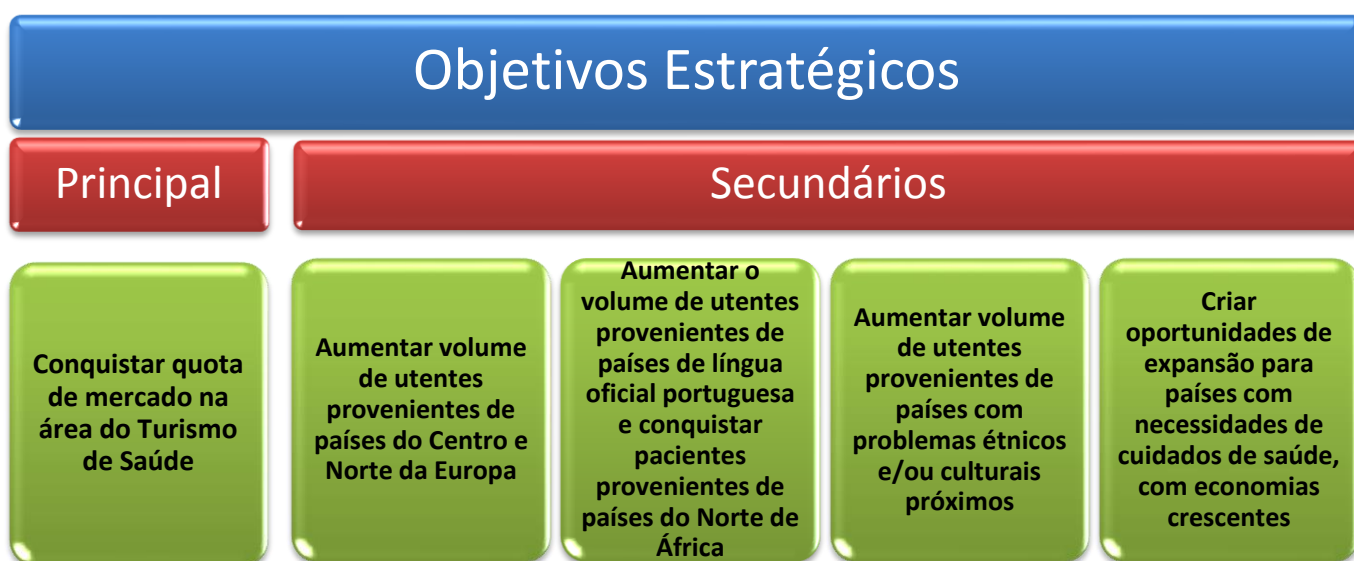 Objetivos Estratégicos
Principal
Secundários
Conquistar quota
de mercado na
área do Turismo
de Saúde
Aumentar volume
de utentes
provenientes de
países do Centro e
Norte da Europa
Aumentar o
volume de utentes
provenientes de
países de língua
oficial portuguesa
e conquistar
pacientes
provenientes de
países do Norte de
África
Aumentar volume
de utentes
provenientes de
países com
problemas étnicos
e/ou culturais
próximos
Criar
oportunidades de
expansão para
países com
necessidades de
cuidados de saúde,
com economias
crescentes